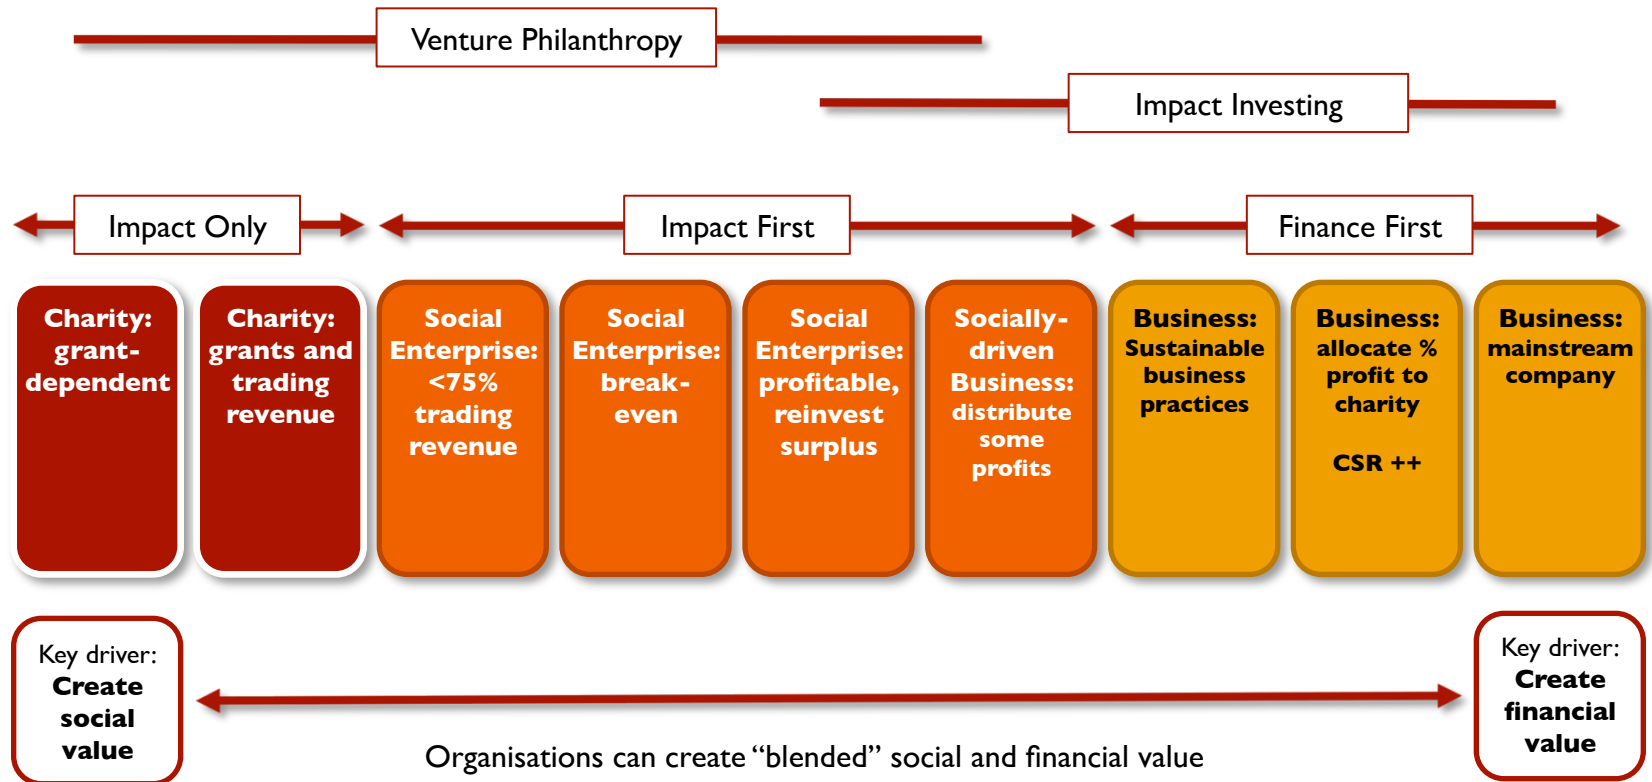 Venture Philanthropy
Impact Investing
Impact Only
Impact First
Finance First
Charity:
grant-
dependent
Charity:
grants and
trading
revenue
Social
Enterprise:
<75%
trading
revenue
Social
Enterprise:
break-
even
Social
Enterprise:
profitable,
reinvest
surplus
Socially-
driven
Business:
distribute
some
profits
Business:
Sustainable
business
practices
Business:
allocate %
profit to
charity
CSR ++
Business:
mainstream
company
Key driver:
Create
social
value
Organisations can create “blended” social and financial value
Key driver:
Create
financial
value